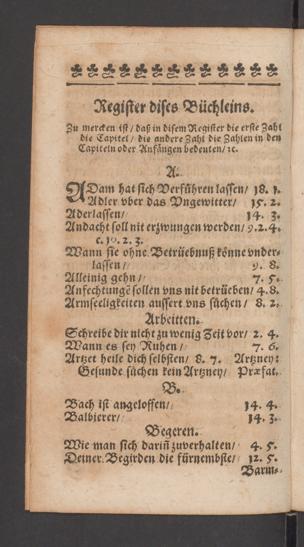 Register dises Büchleins.
Zu mercken ist / daß in disem Register die erste Zahl
die Capitel / die andere Zahl die Zahlen in den
Capiteln oder Anfängen bedeuten / ꝛc.
A.
ADam hat sich Verführen lassen / 18. 1.
Adler vber das Vngewitter / 15. 2.
Aderlassen / 14. 3.
Andacht soll nit erzwungen werden / 9. 2. 4.
c. 10. 2. 3.
Wann sie ohne Betrüebnuß könne vnder-
lassen / 9. 8.
Alleinig gehn / 7. 5.
Anfechtungē sollen vns nit betrüeben / 4. 8.
Armseeligkeiten aussert vns süchen / 8. 2.
Arbeitten.
Schreibe dir nicht zu wenig Zeit vor / 2. 4.
Wann es sey Ruhen / 7. 6.
Artzet heile dich selbsten / 8. 7. Artzney:
Gesunde süchen kein Artzney / Præfat.
B.
Bach ist angeloffen / 14. 4.
Balbierer / 14. 3.
Begeren.
Wie man sich dariñ zuverhalten / 4. 5.
Deiner Begirden die fürnembste / 12. 5.
Barm-